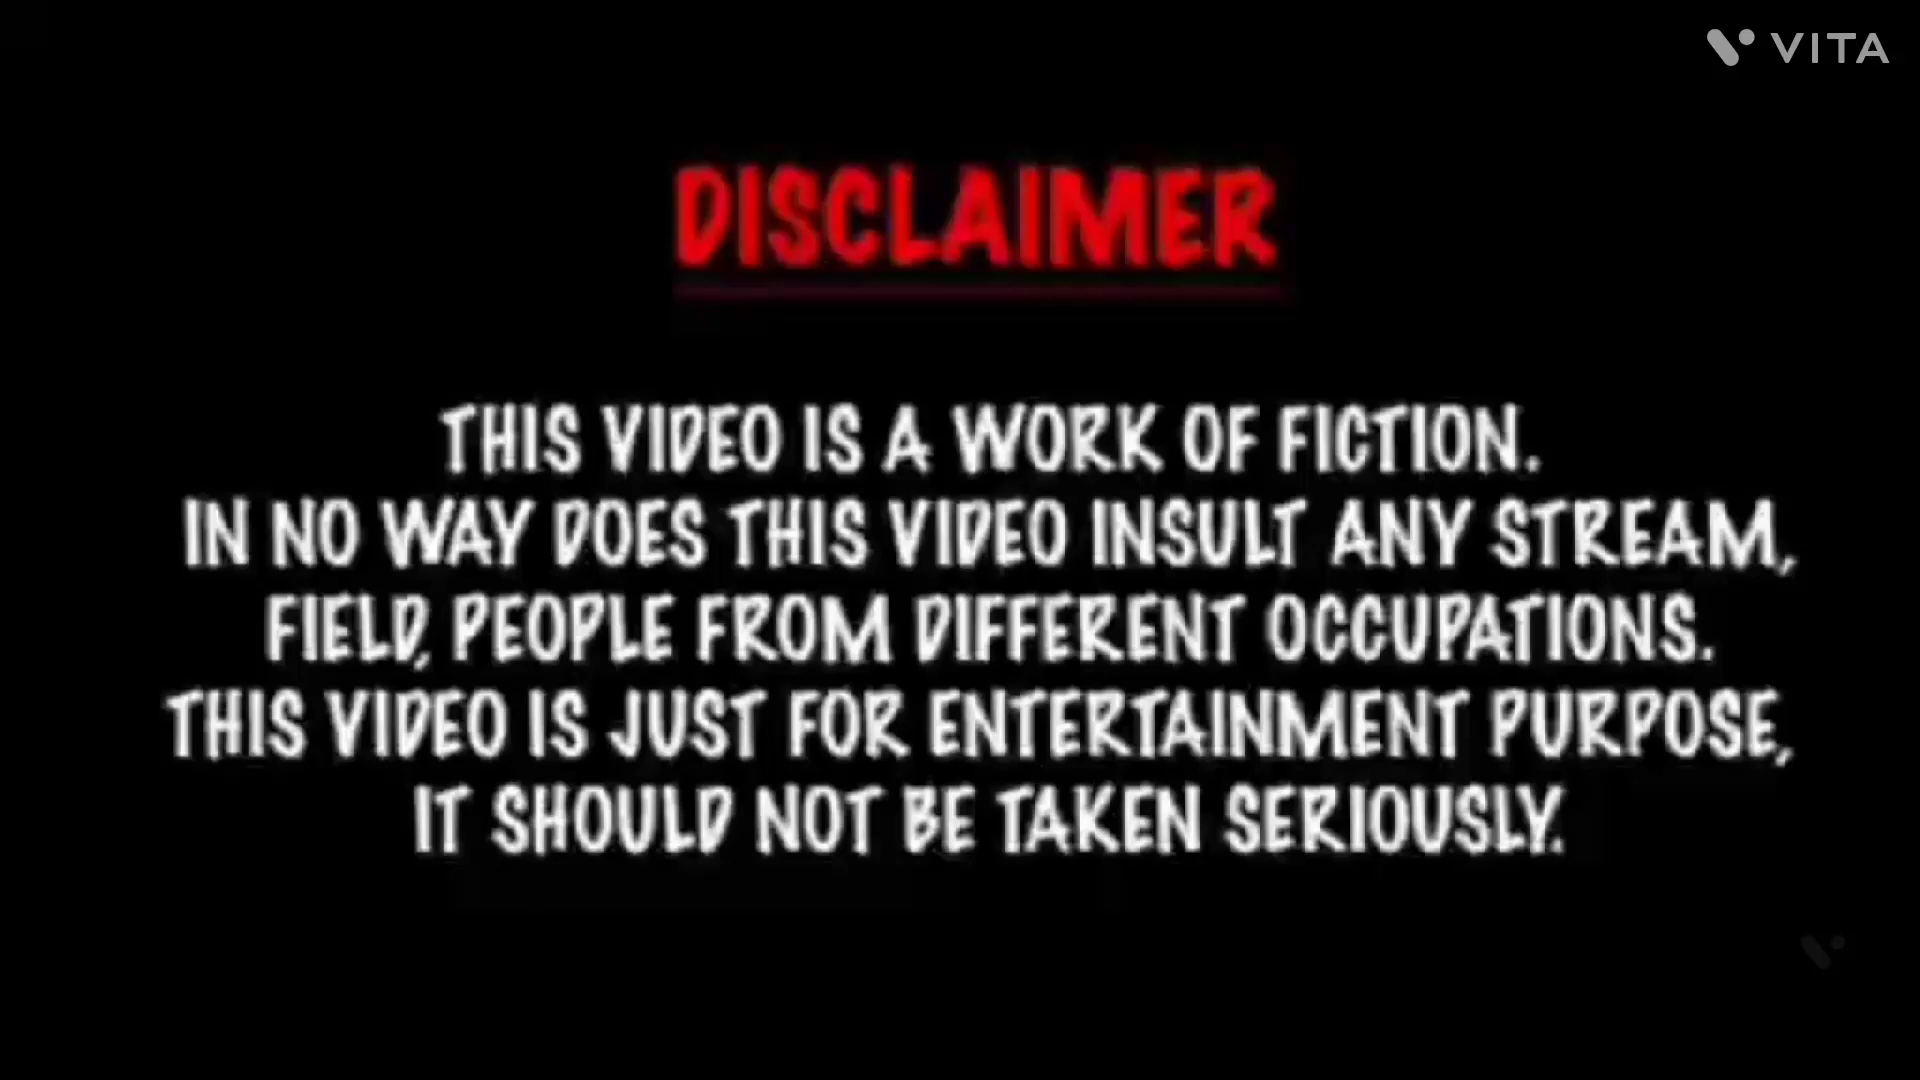 VITA
DISCLAIMER
THIS VIDEO IS A WORK OF FICTION.
IN NO WAY DOES THIS VIDEO INSULT ANY STREAM,
FIELD, PEOPLE FROM DIFFERENT OCCUPATIONS.
THIS VIDEO IS JUST FOR ENTERTAINMENT PURPOSE,
IT SHOULD NOT BE TAKEN SERIOUSLY.